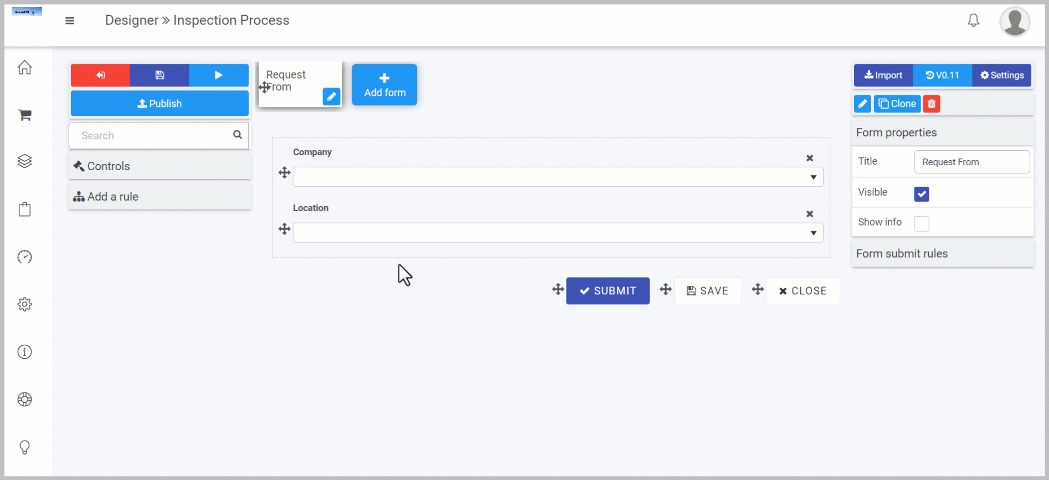 Designer » Inspection Process
Request
From
Add form
Import
V0.11
Settings
Publish
Clone
Search
Form properties
Company
Controls
Title
Request From
Add a rule
Visible
Location
Show info
Form submit rules
SUBMIT
SAVE
CLOSE